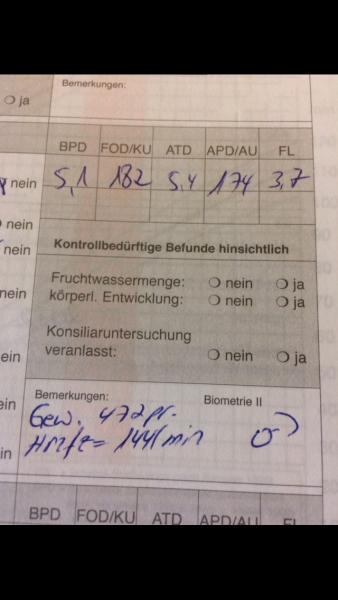 Bemerkungen:
ja
BPD FOD/KU ATD APD/AU FL
nein 5,1 182 5,4 174 3,7
nein
nein Kontrollbedürftige Befunde hinsichtlich
nein Fruchtwassermenge: nein ja
körperl. Entwicklung: nein ja
Konsiliaruntersuchung
ein veranlasst: nein ja
ein Bemerkungen: Biometrie II
Gew. 472 gr.
in = 144/min
BPD FOD/KU ATD APD/AU FL